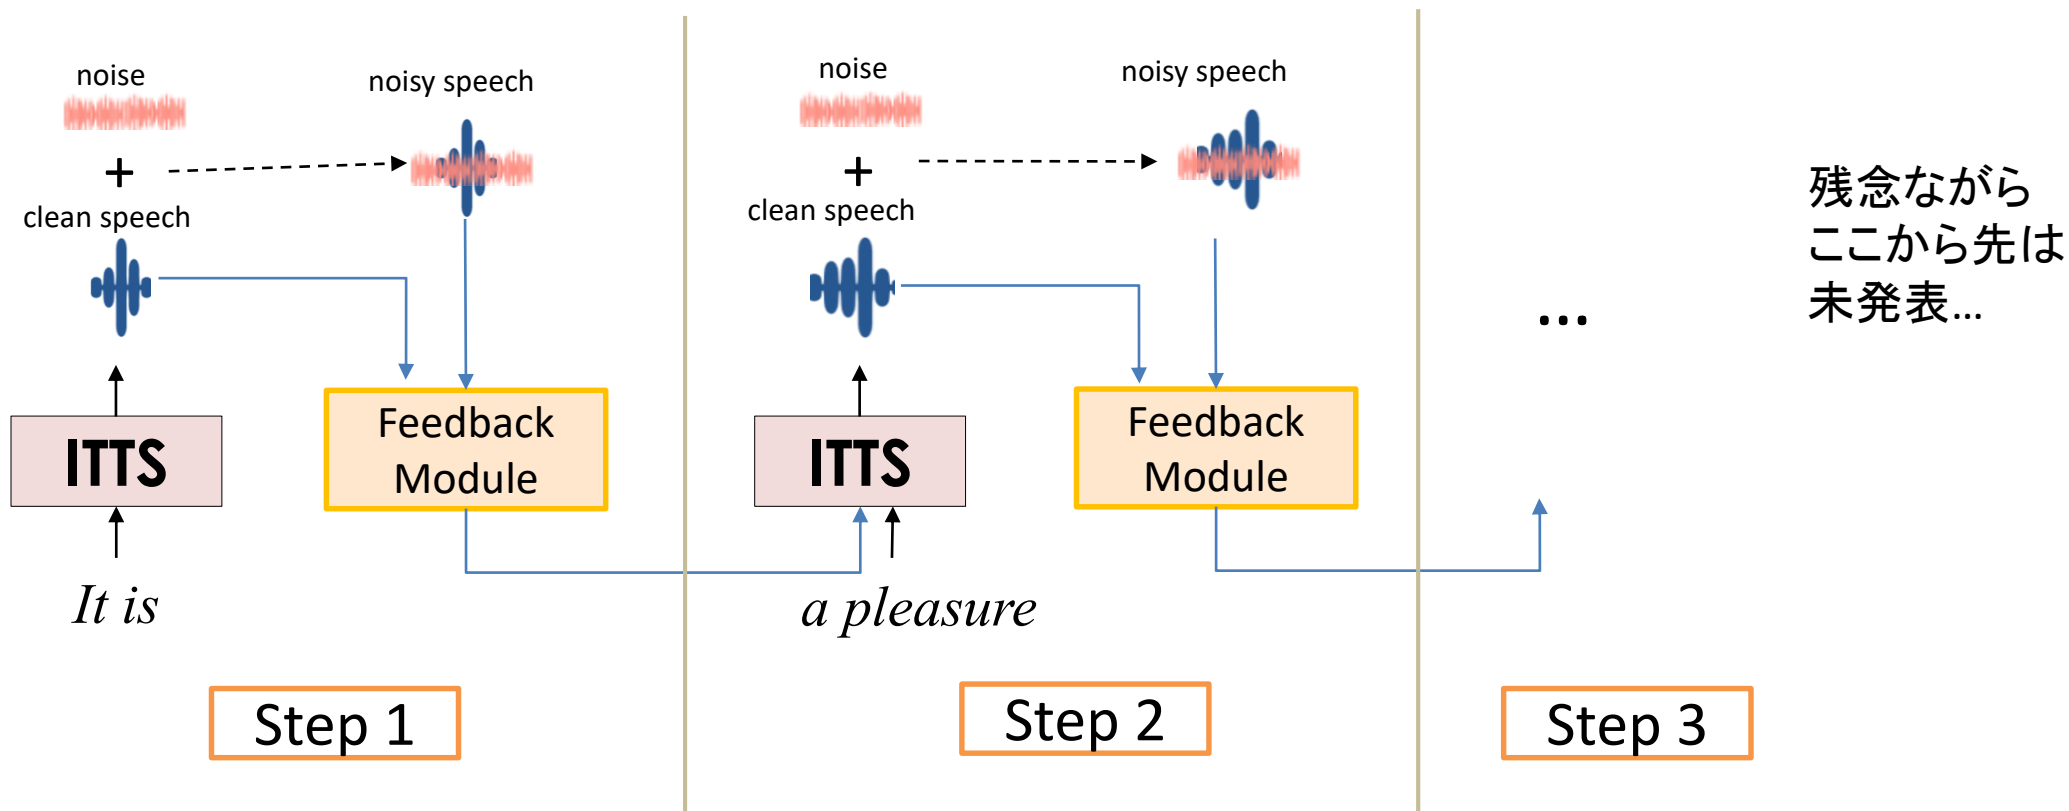 noise
noisy speech
+
clean speech
ITTS
Feedback
Module
It is
Step 1
noise
noisy speech
+
clean speech
ITTS
Feedback
Module
a pleasure
Step 2
...
Step 3
残念ながら
ここから先は
未発表...